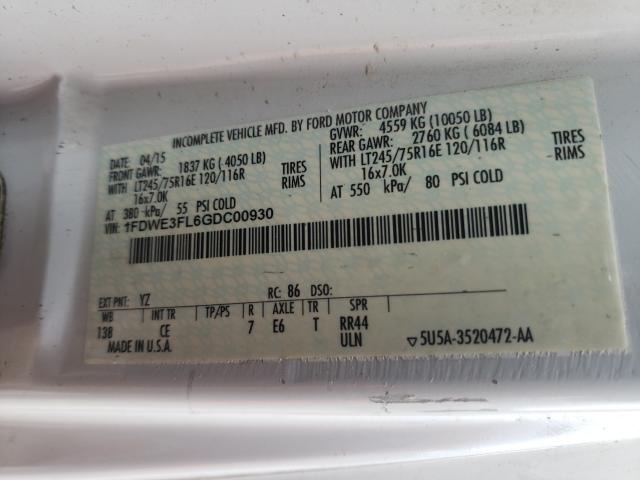 INCOMPLETE VEHICLE MFD. BY FORD MOTOR COMPANY
DATE 04/15 GVWR: 4559 KG (10050 LB)
FRONT GAWR: 1837 KG ( 4050 LB) REAR GAWR: 2760 KG ( 6084 LB)
WITH LT245/75R16E 120/116R TIRES WITH LT245/75R16E 120/116R TIRES
16x7.0K RIMS 16x7.0K RIMS
AT 380 kPa/ 55 PSI COLD AT 550 kPa/ 80 PSI COLD
VIN: 1FDWE3FL6GDC00930
EXT PNT: YZ RC: 86 DSO:
WB INT TR TP/PS R AXLE TR SPR
138 CE 7 E6 T RR44
MADE IN U.S.A. ULN ▽5U5A-3520472-AA